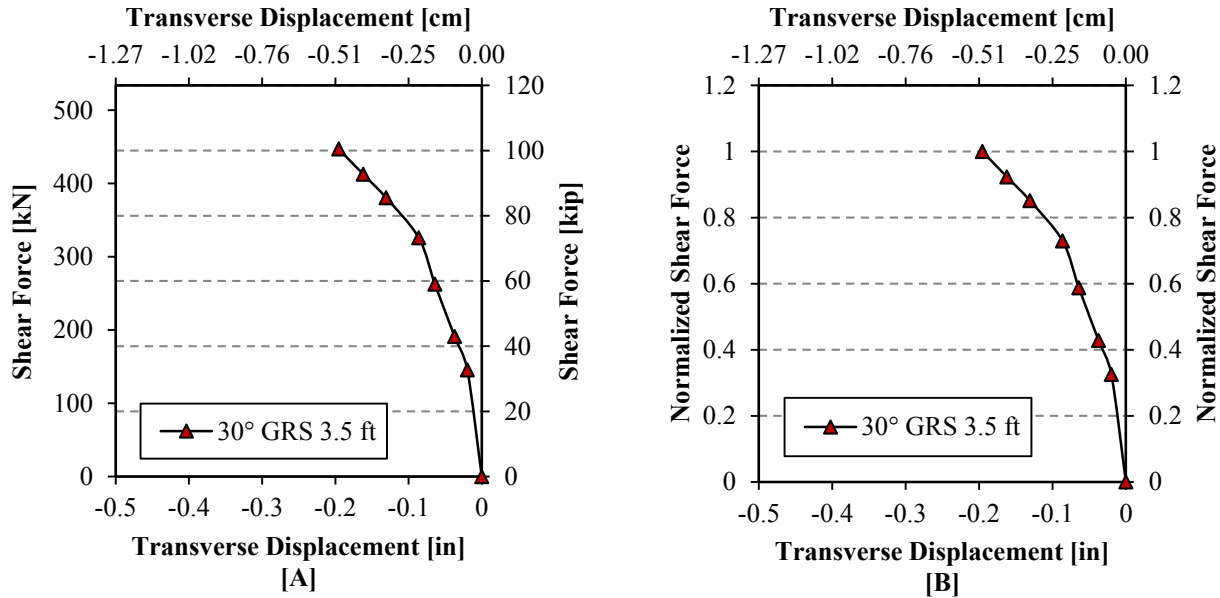 Transverse Displacement [cm]
-1.27 -1.02 -0.76 -0.51 -0.25 0.00
500
400
300
200
100
0
Shear Force [kN]
120
100
80
60
40
20
0
Shear Force [kip]
30° GRS 3.5 ft
-0.5 -0.4 -0.3 -0.2 -0.1 0
Transverse Displacement [in]
[A]
Transverse Displacement [cm]
-1.27 -1.02 -0.76 -0.51 -0.25 0.00
1.2
1
0.8
0.6
0.4
0.2
0
Normalized Shear Force
1.2
1
0.8
0.6
0.4
0.2
0
Normalized Shear Force
30° GRS 3.5 ft
-0.5 -0.4 -0.3 -0.2 -0.1 0
Transverse Displacement [in]
[B]